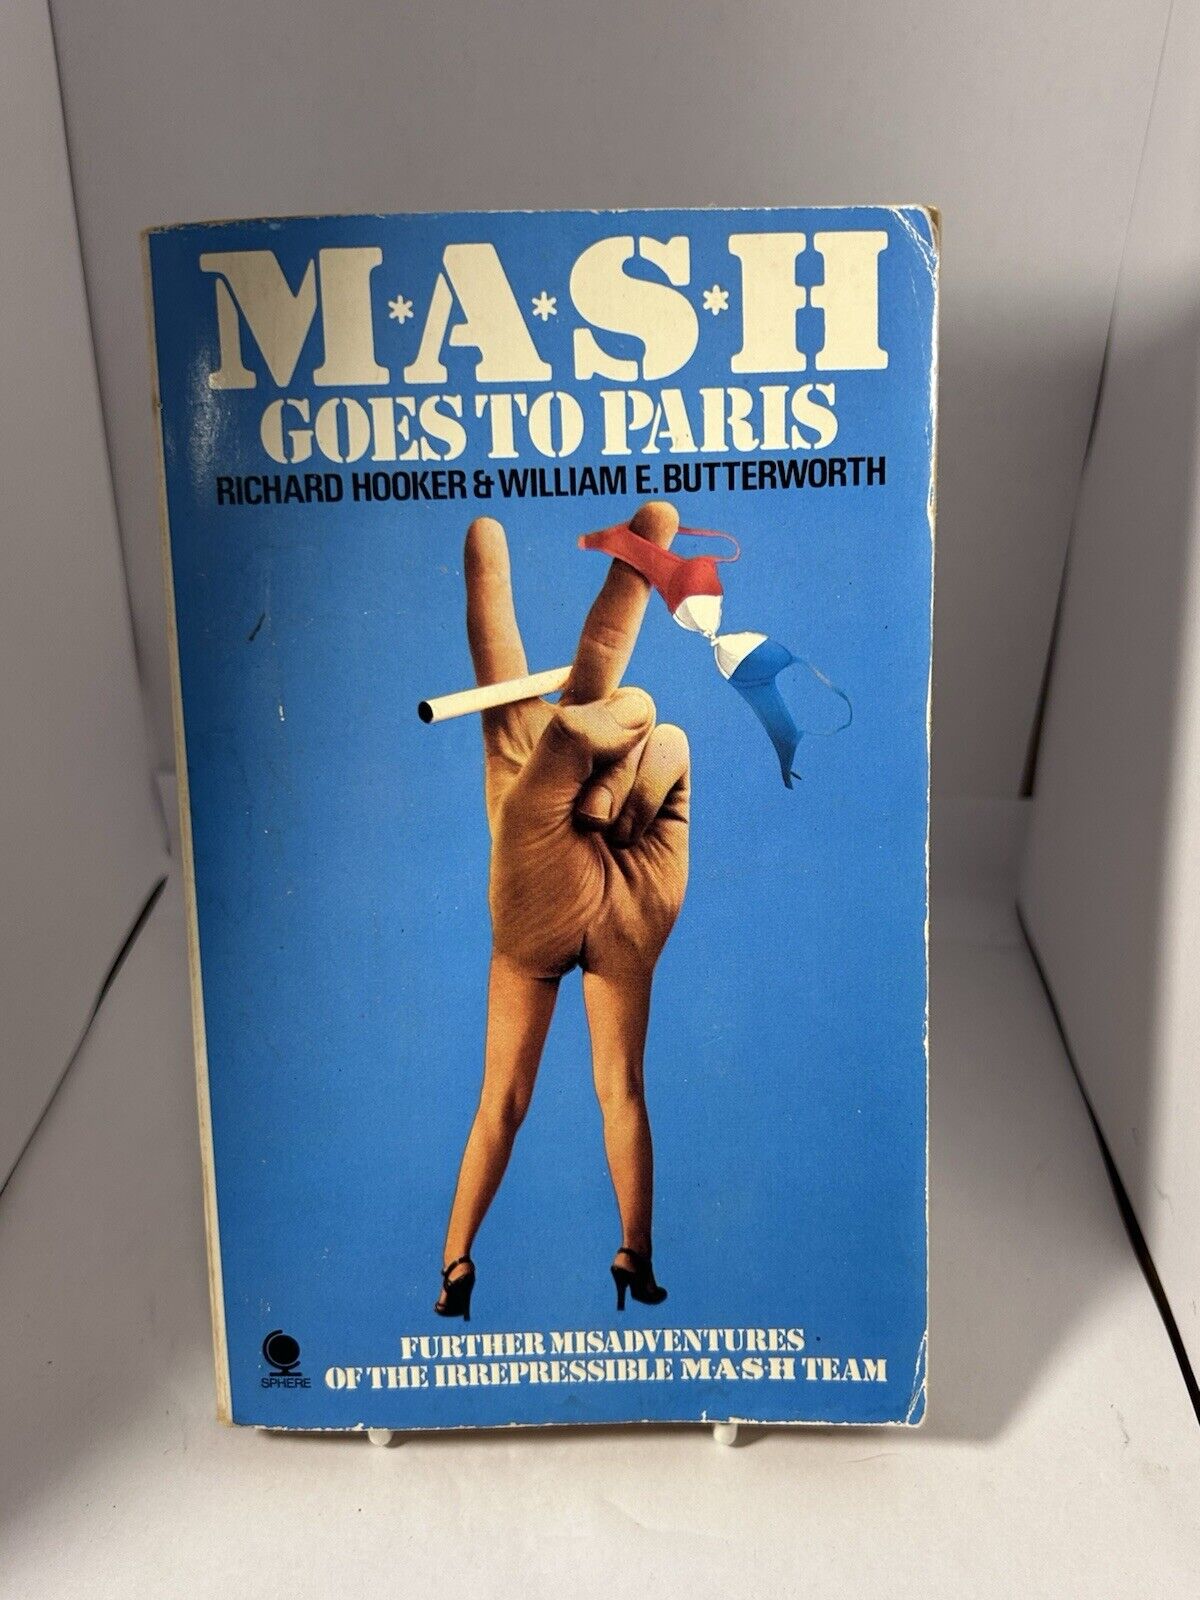 M*A*S*H
GOES TO PARIS
RICHARD HOOKER & WILLIAM E. BUTTERWORTH
FURTHER MISADVENTURES
OF THE IRREPRESSIBLE M·A·S·H TEAM
SPHERE